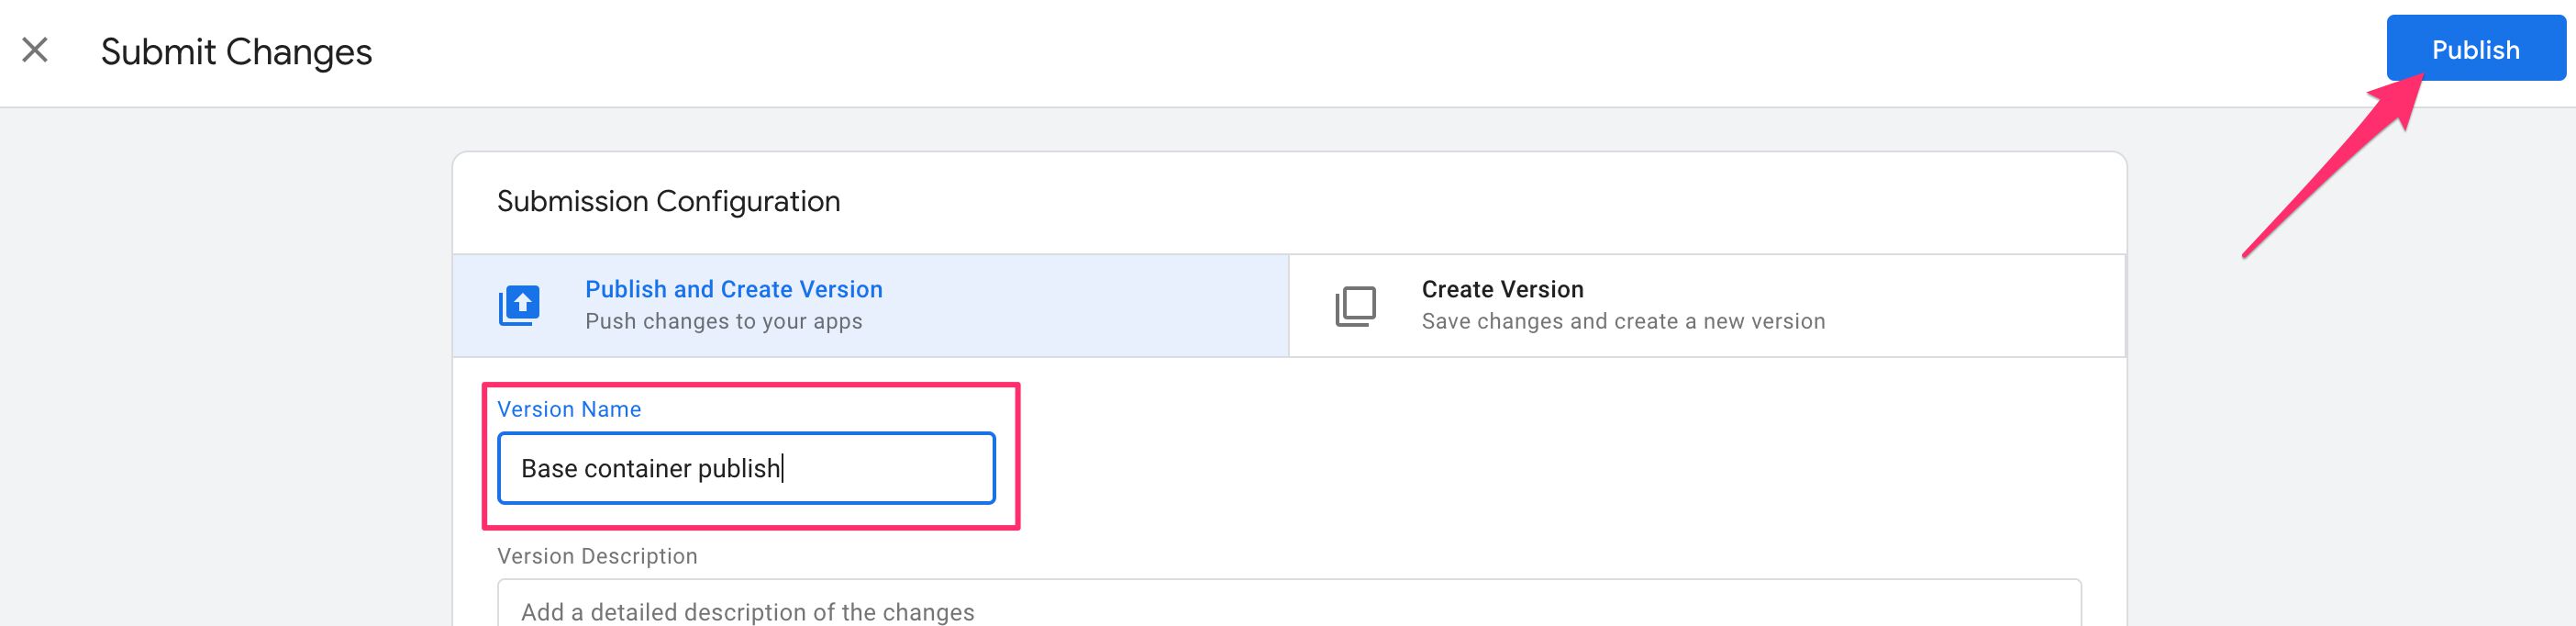 Submit Changes
Publish
Submission Configuration
Publish and Create Version
Push changes to your apps
Create Version
Save changes and create a new version
Version Name
Base container publish
Version Description
Add a detailed description of the changes